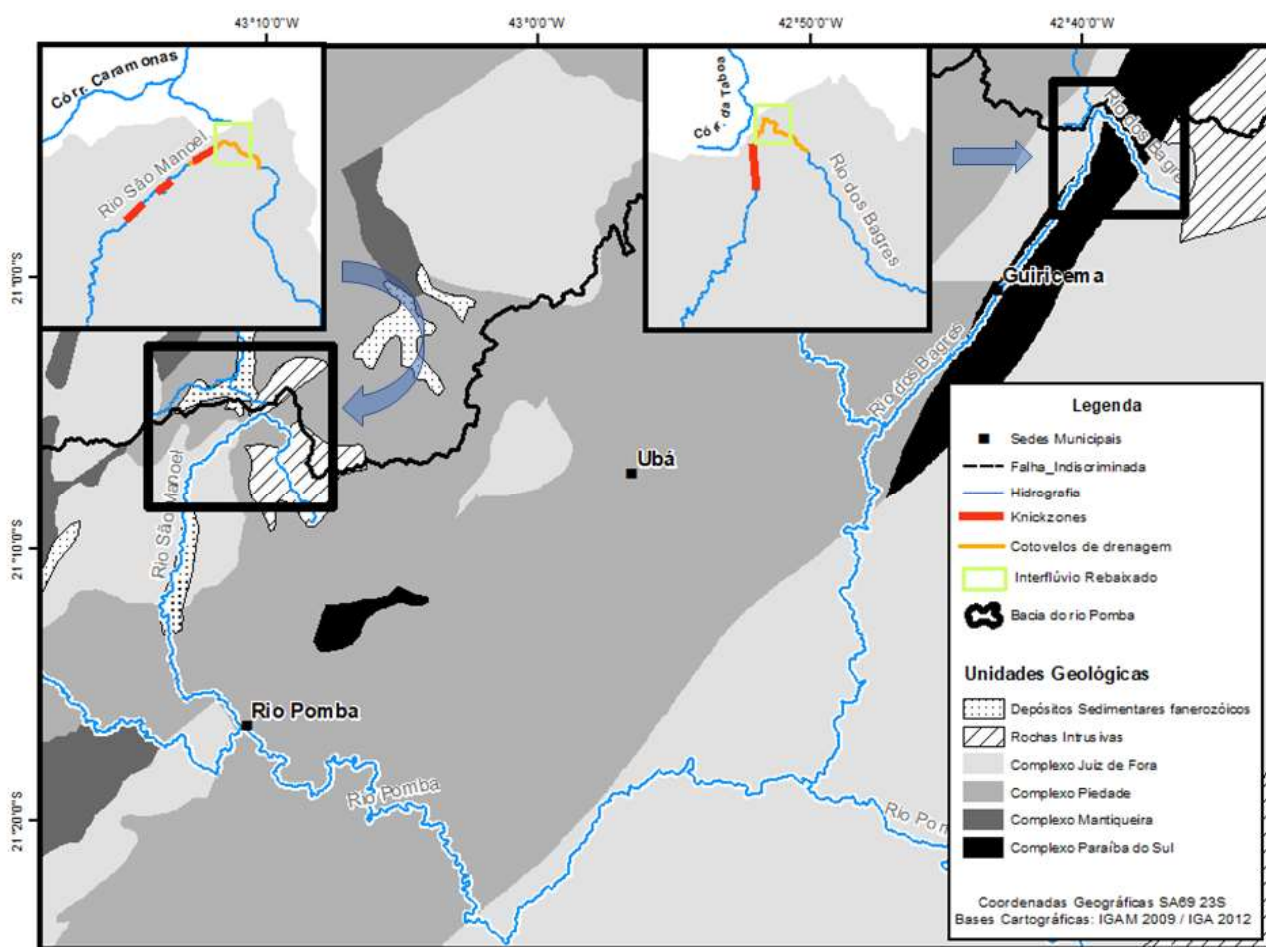 43°10'0"W
43°0'0"W
42°50'0"W
42°40'0"W
Córr. Caramonas
Rio São Manoel
Córr. da Taboa
Rio dos Bagres
Rio dos Bagre
21°0'0"S
Guiricema
Rio dos Bagres
Rio São Manoel
Ubá
21°10'0"S
Rio Pomba
Rio Pomba
Rio Pom
21°20'0"S
Legenda
Sedes Municipais
Falha_Indiscriminada
Hidrografia
Knickzones
Cotovelos de drenagem
Interflúvio Rebaixado
Bacia do rio Pomba
Unidades Geológicas
Depósitos Sedimentares fanerozóicos
Rochas Intrusivas
Complexo Juiz de Fora
Complexo Piedade
Complexo Mantiqueira
Complexo Paraíba do Sul
Coordenadas Geográficas SA69 23S
Bases Cartográficas: IGAM 2009 / IGA 2012